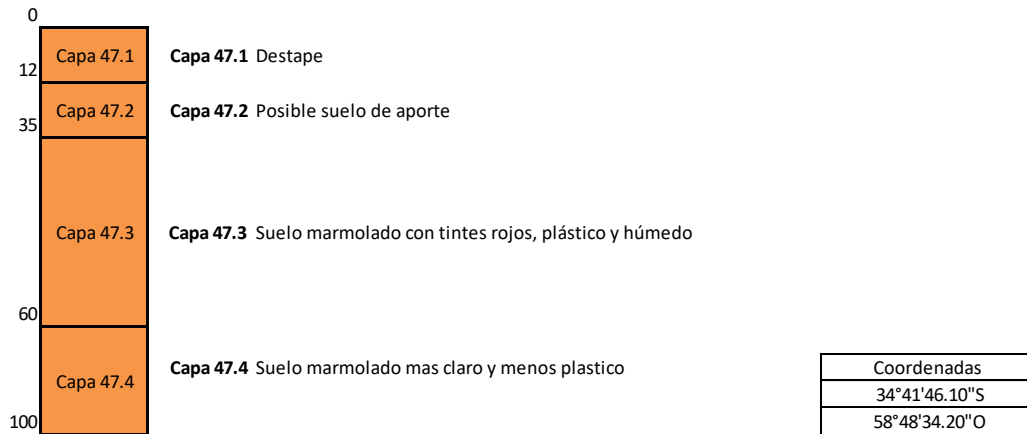 0
Capa 47.1
Capa 47.1 Destape
12
Capa 47.2
Capa 47.2 Posible suelo de aporte
35
Capa 47.3
Capa 47.3 Suelo marmolado con tintes rojos, plástico y húmedo
60
Capa 47.4
Capa 47.4 Suelo marmolado mas claro y menos plastico
100
Coordenadas
34°41'46.10"S
58°48'34.20"O